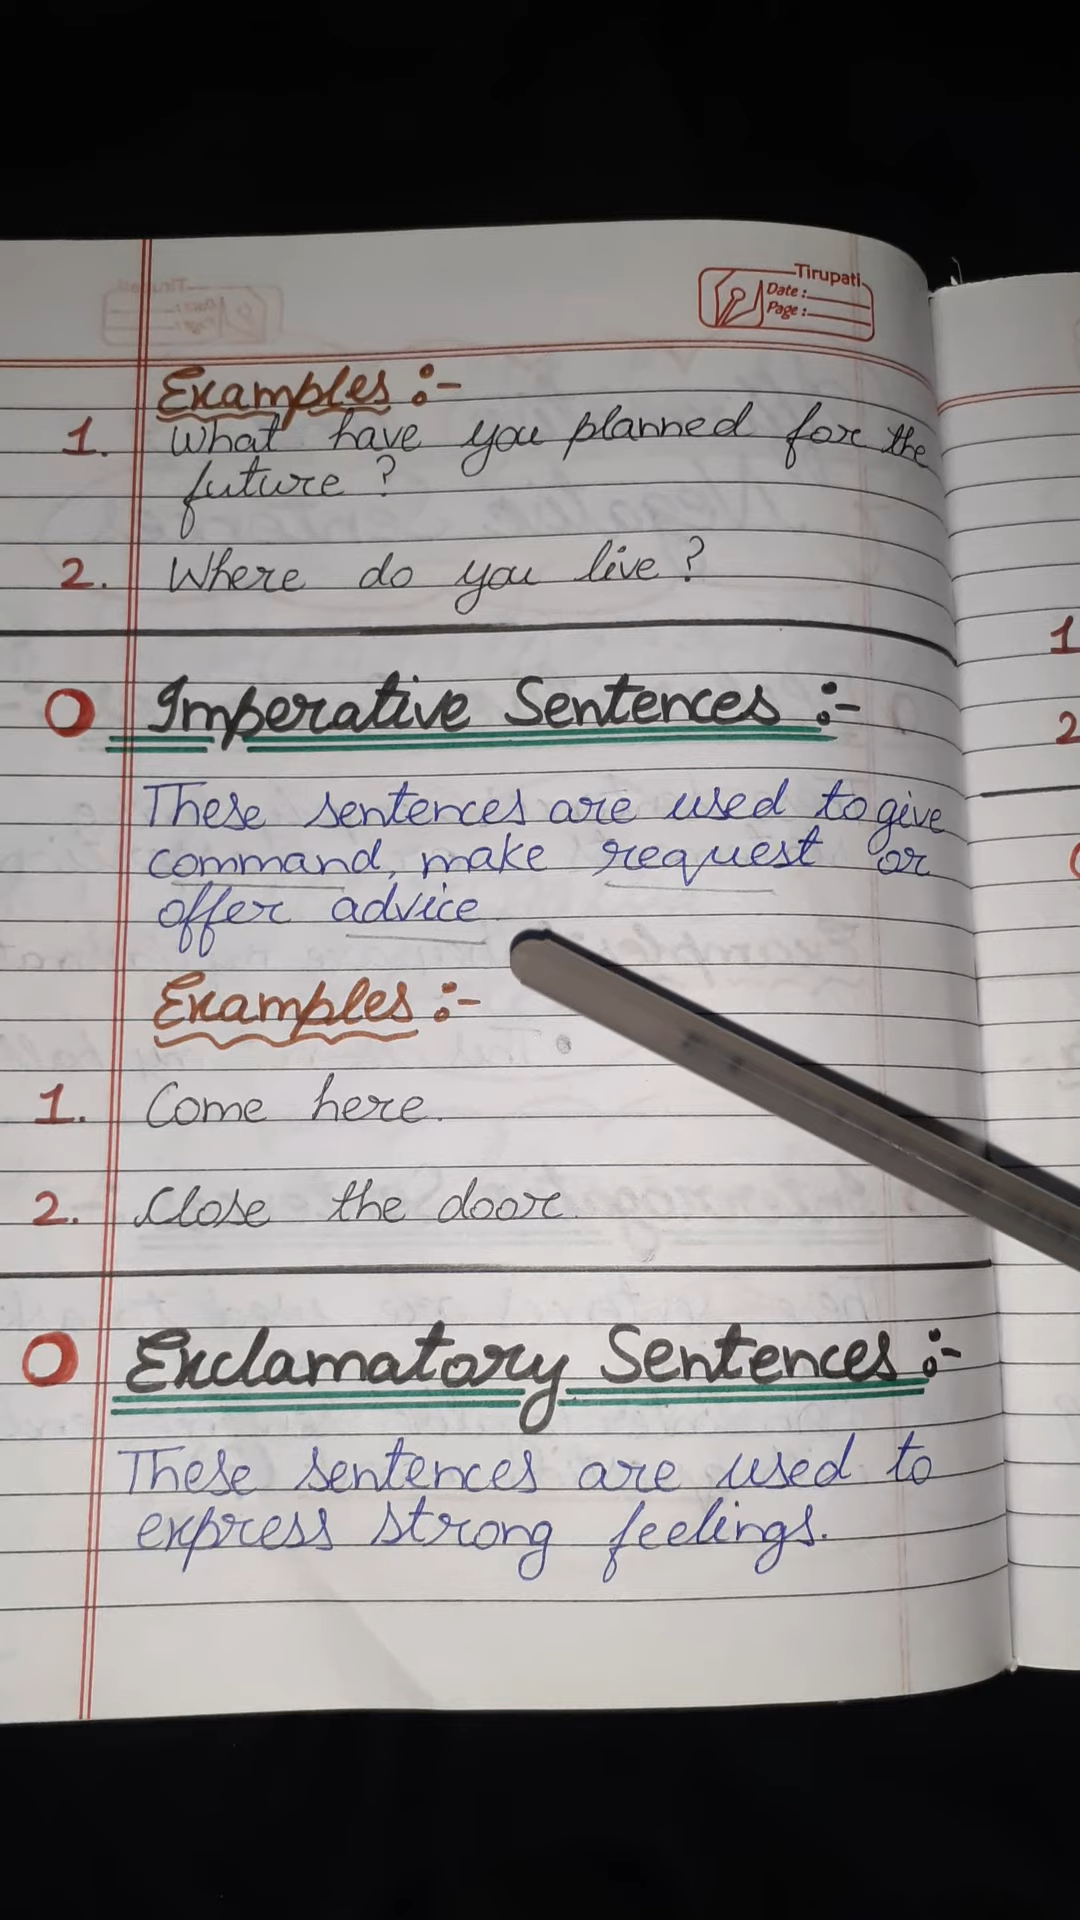 Tirupati
Date :
Page :
Examples :-
1. What have you planned for the
future ?
2. Where do you live ?
Imperative Sentences :-
These sentences are used to give
command, make request or
offer advice
Examples :-
1. Come here.
2. Close the door.
Exclamatory Sentences :-
These sentences are used to
express strong feelings.
1
2